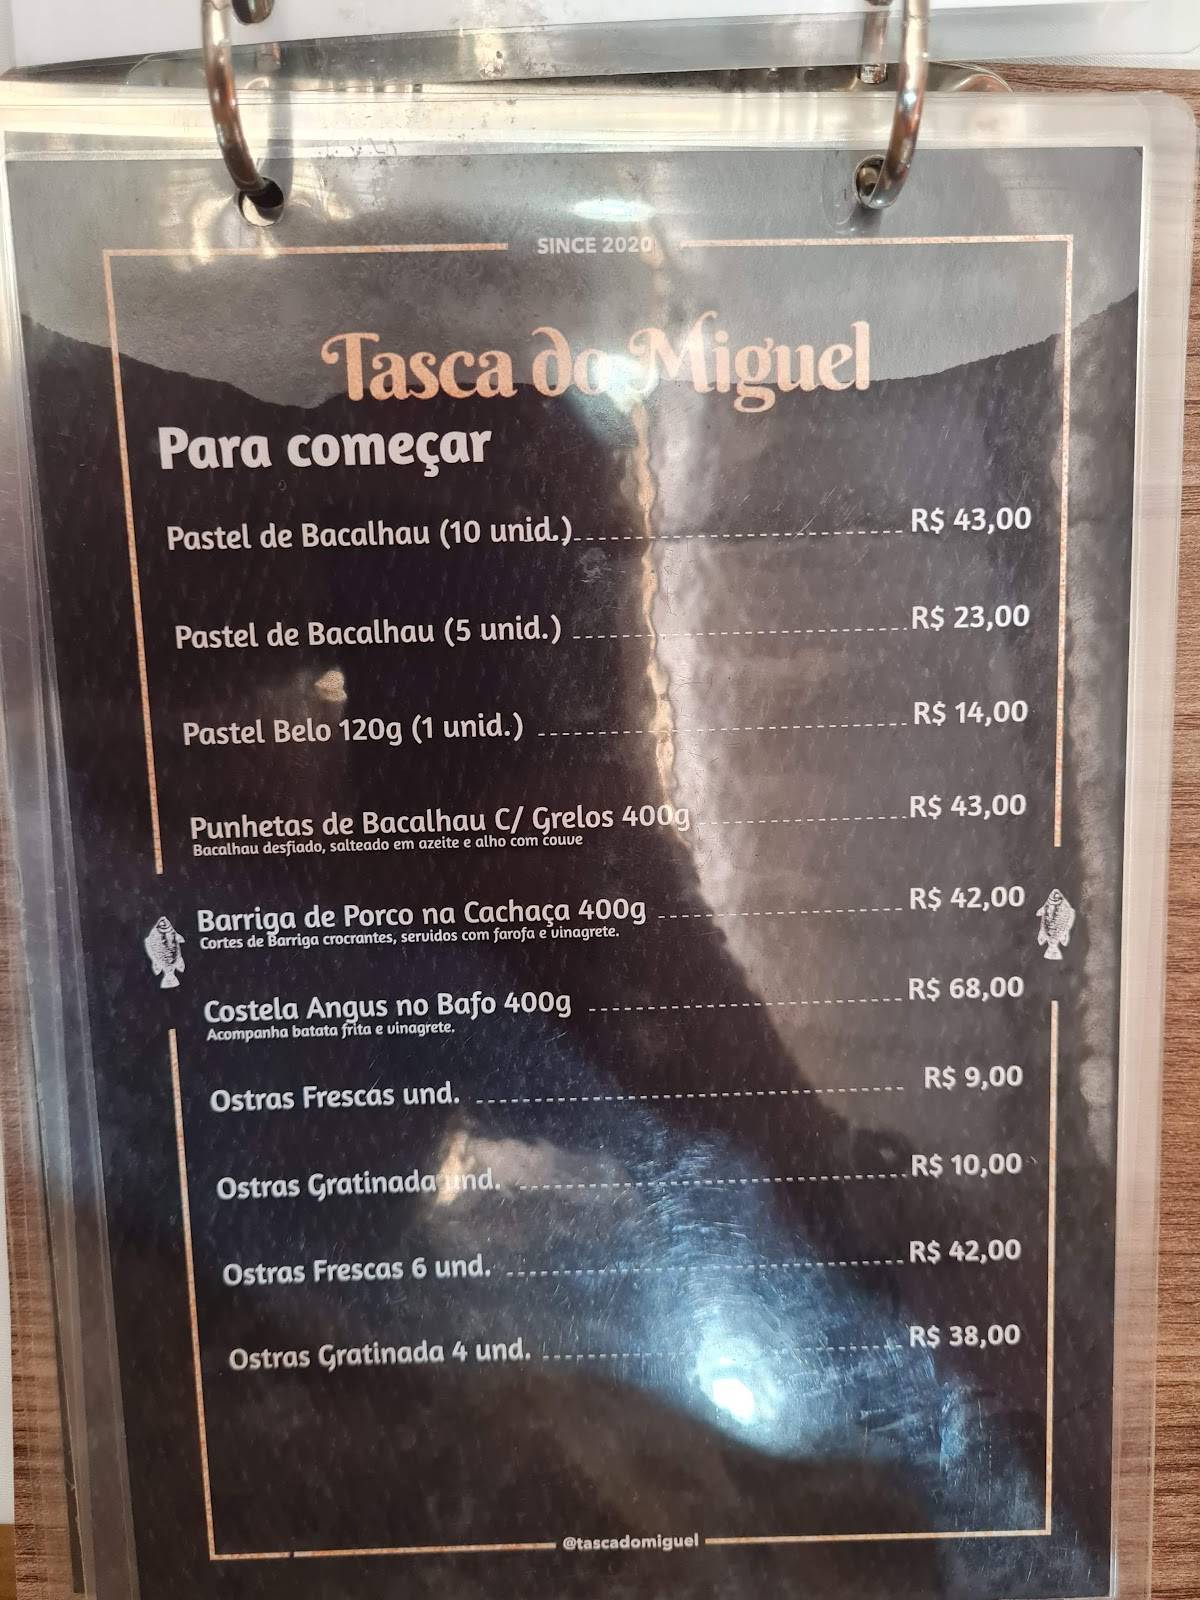 SINCE 2020
Tasca do Miguel
Para começar
Pastel de Bacalhau (10 unid.) R$ 43,00
Pastel de Bacalhau (5 unid.) R$ 23,00
Pastel Belo 120g (1 unid.) R$ 14,00
Punhetas de Bacalhau C/ Grelos 400g R$ 43,00
Bacalhau desfiado, salteado em azeite e alho com couve
Barriga de Porco na Cachaça 400g R$ 42,00
Cortes de Barriga crocrantes, servidos com farofa e vinagrete.
Costela Angus no Bafo 400g R$ 68,00
Acompanha batata frita e vinagrete.
Ostras Frescas und. R$ 9,00
Ostras Gratinada und. R$ 10,00
Ostras Frescas 6 und. R$ 42,00
Ostras Gratinada 4 und. R$ 38,00
@tascadomiguel